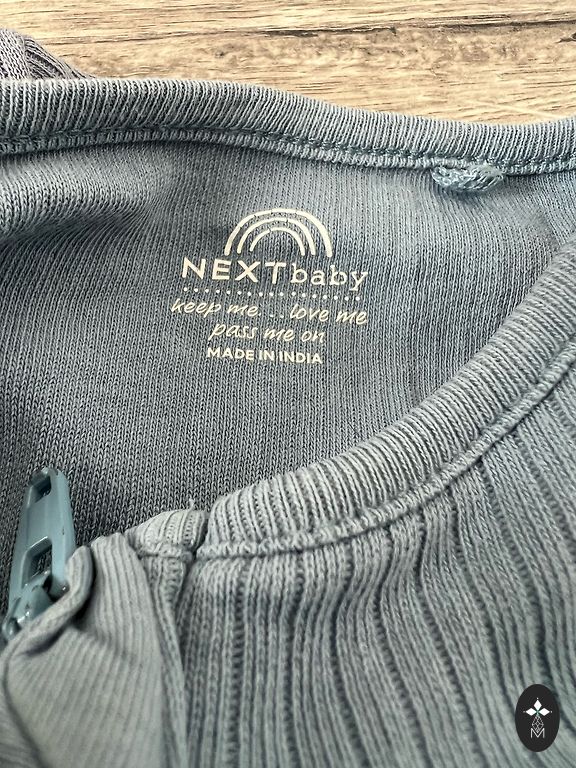 NEXTbaby
keep me...love me
pass me on
MADE IN INDIA
M